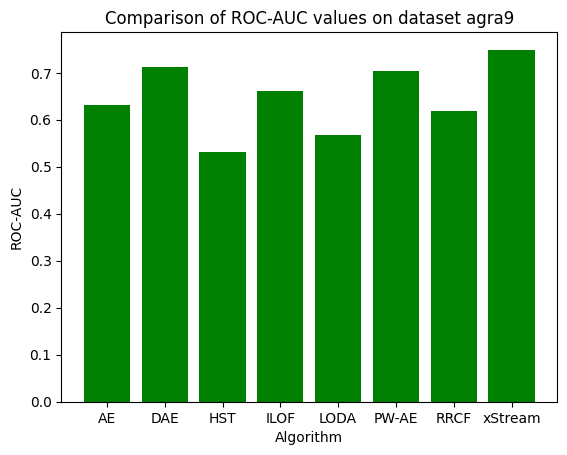 Comparison of ROC-AUC values on dataset agra9
ROC-AUC
0.7
0.6
0.5
0.4
0.3
0.2
0.1
0.0
AE DAE HST ILOF LODA PW-AE RRCF xStream
Algorithm